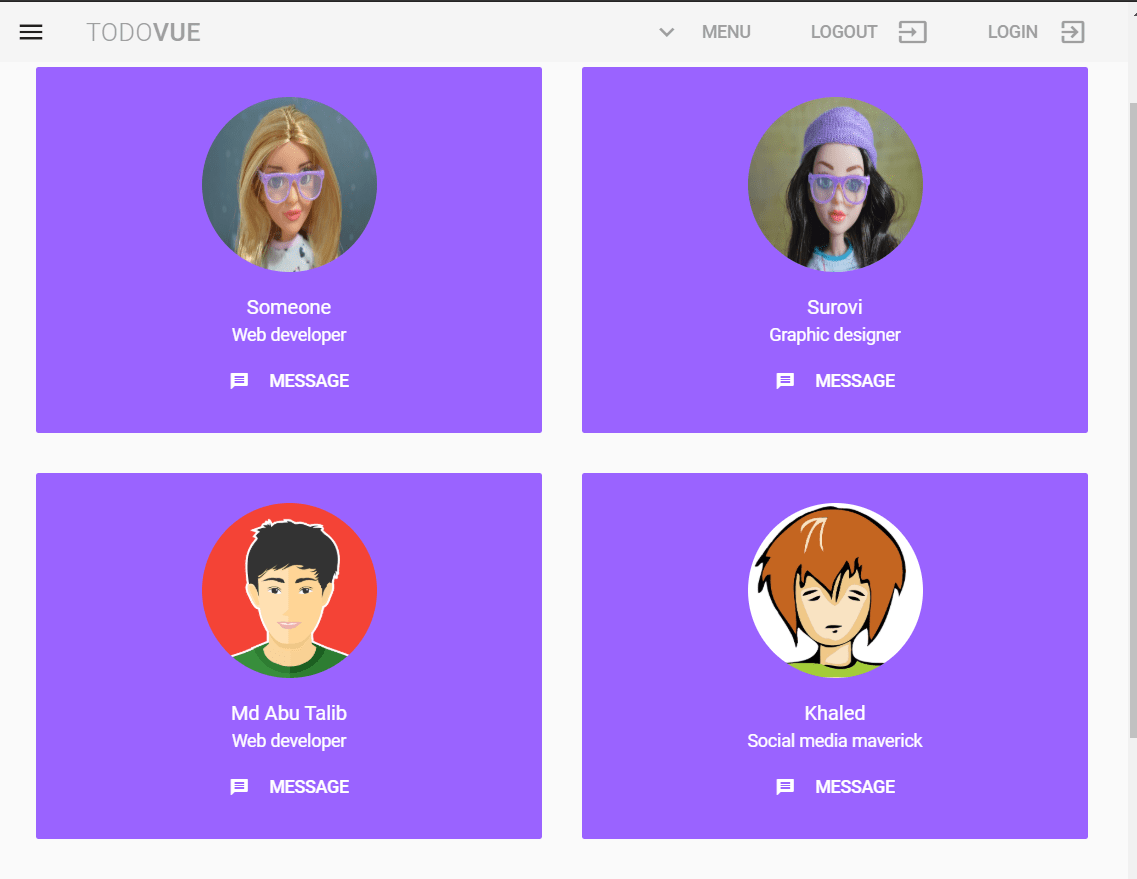 TODOVUE MENU LOGOUT LOGIN
Someone
Web developer
MESSAGE
Surovi
Graphic designer
MESSAGE
Md Abu Talib
Web developer
MESSAGE
Khaled
Social media maverick
MESSAGE